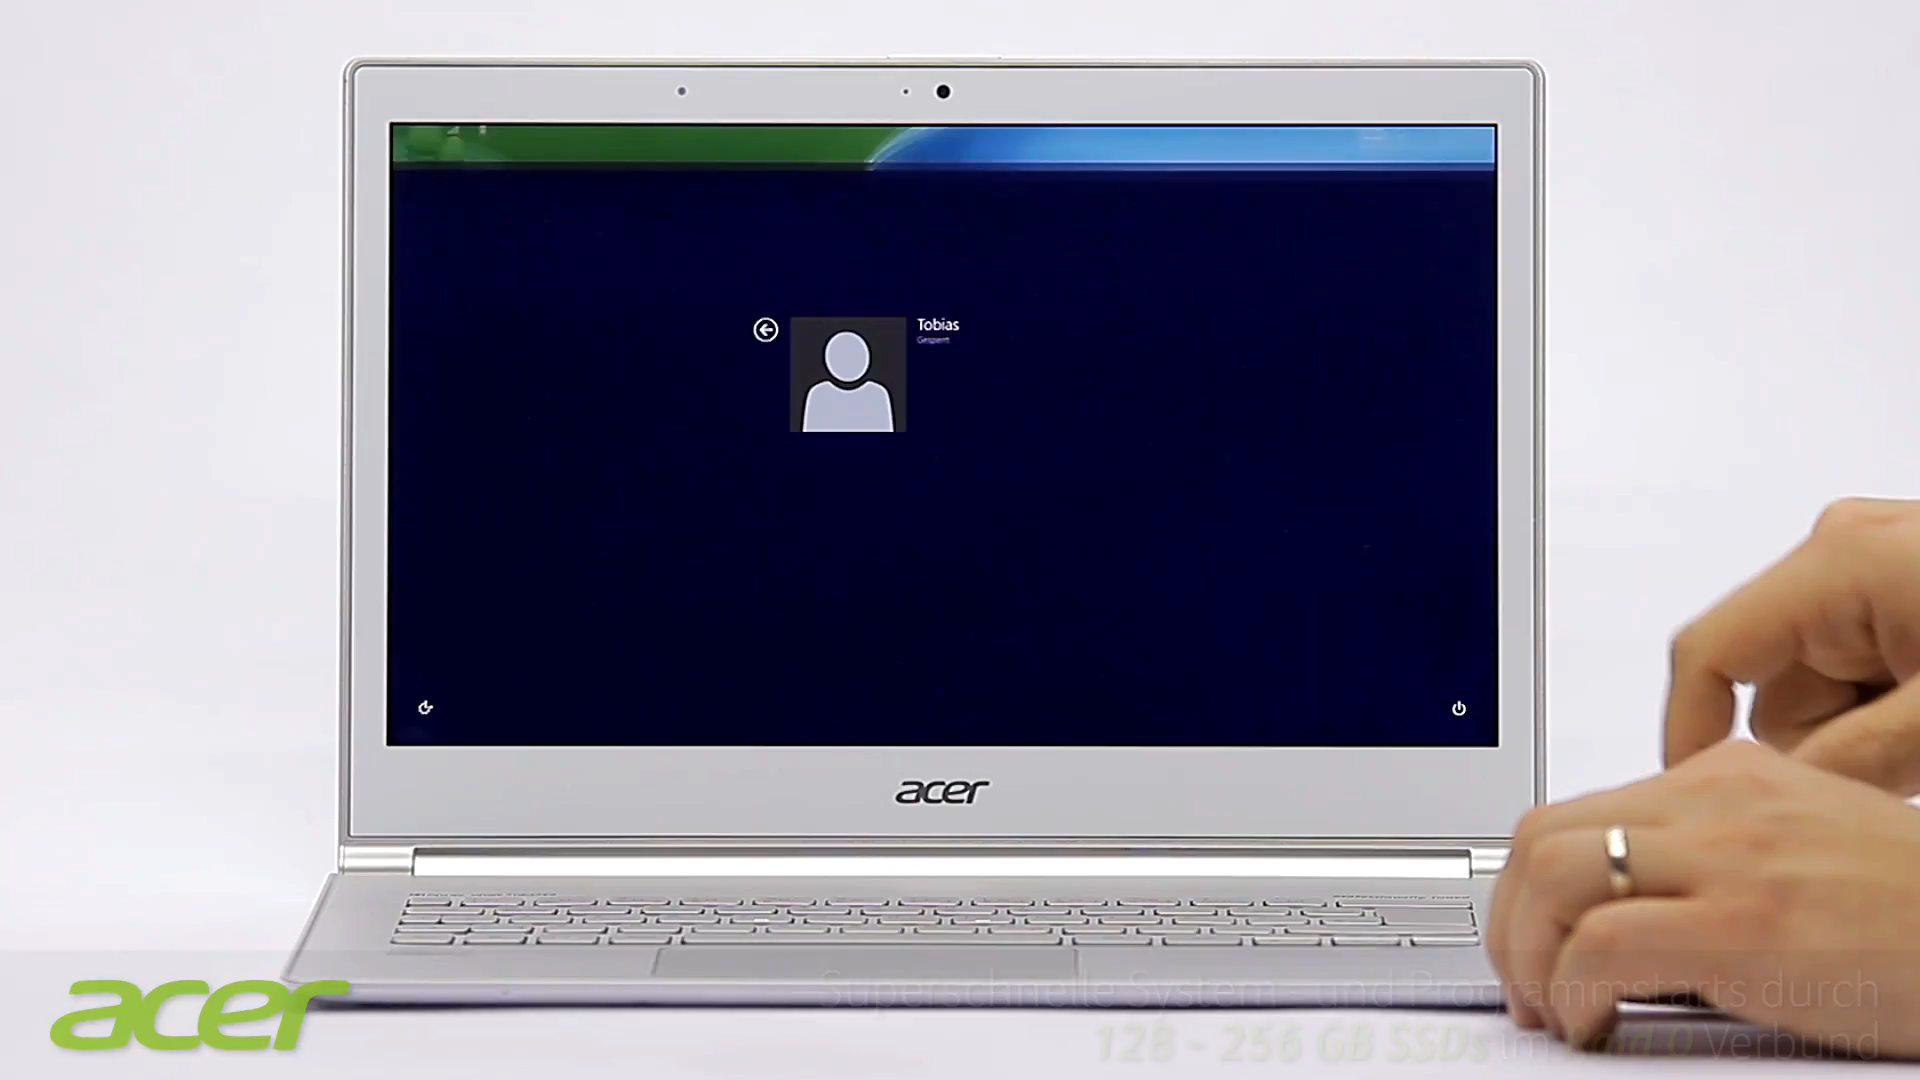 Tobias
Gesperrt
acer
acer
Superschnelle System- und Programmstarts durch
128 - 256 GB SSDs im Raid 0 Verbund